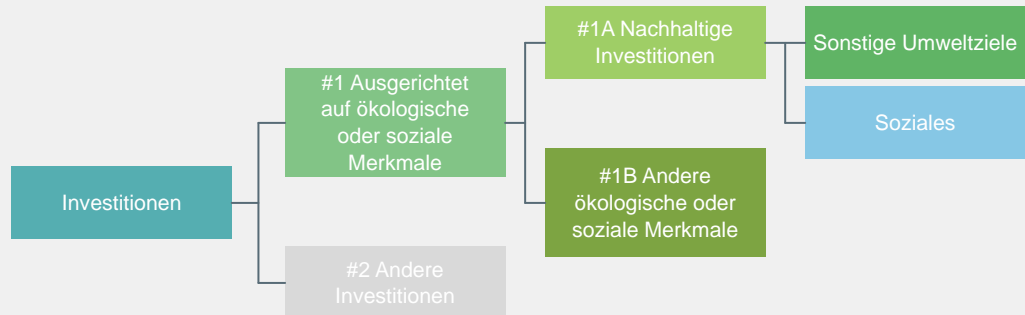 #1A Nachhaltige
Investitionen
Sonstige Umweltziele
#1 Ausgerichtet
auf ökologische
oder soziale
Merkmale
Soziales
Investitionen
#1B Andere
ökologische oder
soziale Merkmale
#2 Andere
Investitionen